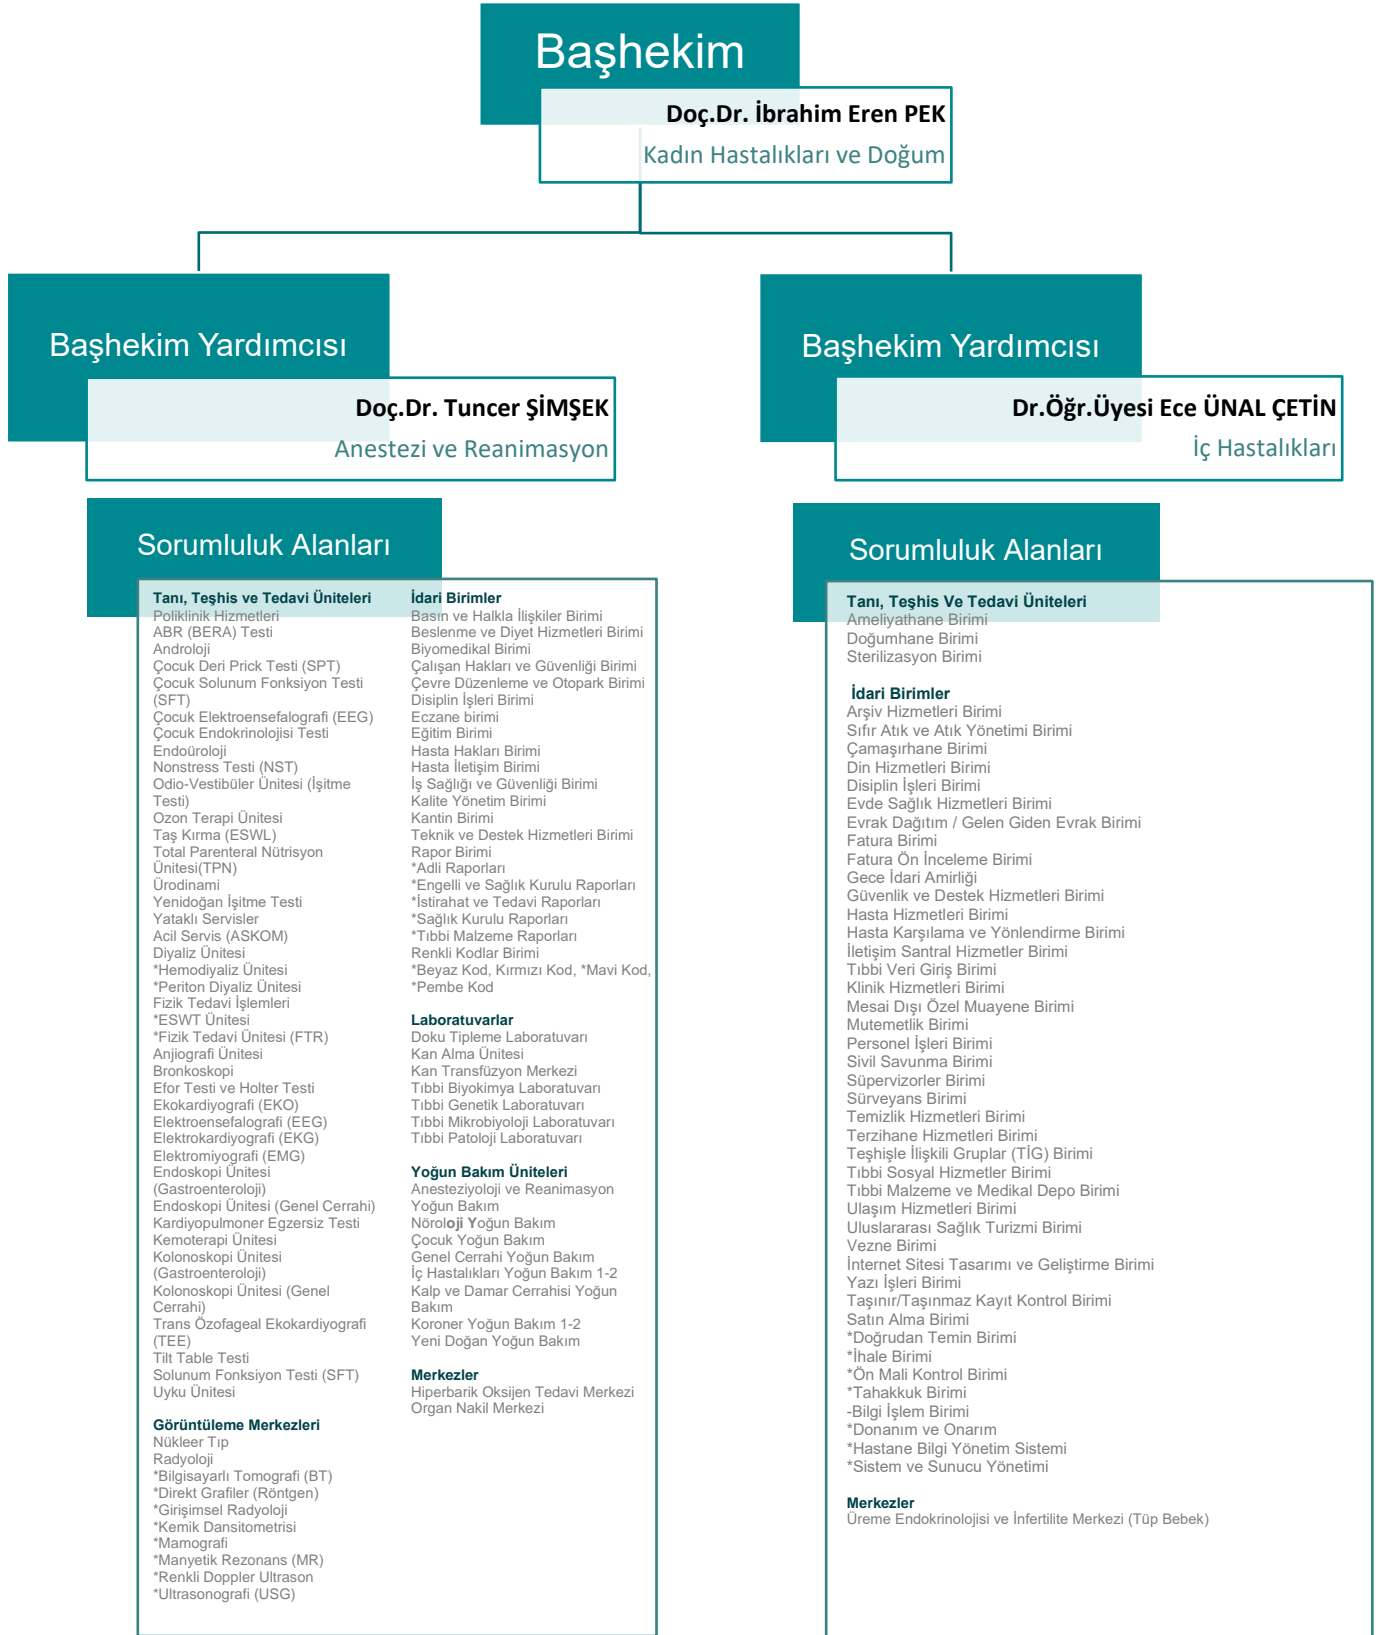 Başhekim
Doç.Dr. İbrahim Eren PEK
Kadın Hastalıkları ve Doğum
Başhekim Yardımcısı
Doç.Dr. Tuncer ŞİMŞEK
Anestezi ve Reanimasyon
Başhekim Yardımcısı
Dr.Öğr.Üyesi Ece ÜNAL ÇETİN
İç Hastalıkları
Sorumluluk Alanları
Tanı, Teşhis ve Tedavi Üniteleri
Poliklinik Hizmetleri
ABR (BERA) Testi
Androloji
Çocuk Deri Prick Testi (SPT)
Çocuk Solunum Fonksiyon Testi
(SFT)
Çocuk Elektroensefalografi (EEG)
Çocuk Endokrinolojisi Testi
Endoüroloji
Nonstress Testi (NST)
Odio-Vestibüler Ünitesi (İşitme
Testi)
Ozon Terapi Ünitesi
Taş Kırma (ESWL)
Total Parenteral Nütrisyon
Ünitesi(TPN)
Ürodinami
Yenidoğan İşitme Testi
Yataklı Servisler
Acil Servis (ASKOM)
Diyaliz Ünitesi
*Hemodiyaliz Ünitesi
*Periton Diyaliz Ünitesi
Fizik Tedavi İşlemleri
*ESWT Ünitesi
*Fizik Tedavi Ünitesi (FTR)
Anjiografi Ünitesi
Bronkoskopi
Efor Testi ve Holter Testi
Ekokardiyografi (EKO)
Elektroensefalografi (EEG)
Elektrokardiyografi (EKG)
Elektromiyografi (EMG)
Endoskopi Ünitesi
(Gastroenteroloji)
Endoskopi Ünitesi (Genel Cerrahi)
Kardiyopulmoner Egzersiz Testi
Kemoterapi Ünitesi
Kolonoskopi Ünitesi
(Gastroenteroloji)
Kolonoskopi Ünitesi (Genel
Cerrahi)
Trans Özofageal Ekokardiyografi
(TEE)
Tilt Table Testi
Solunum Fonksiyon Testi (SFT)
Uyku Ünitesi
Görüntüleme Merkezleri
Nükleer Tıp
Radyoloji
*Bilgisayarlı Tomografi (BT)
*Direkt Grafiler (Röntgen)
*Girişimsel Radyoloji
*Kemik Dansitometrisi
*Mamografi
*Manyetik Rezonans (MR)
*Renkli Doppler Ultrason
*Ultrasonografi (USG)
İdari Birimler
Basın ve Halkla İlişkiler Birimi
Beslenme ve Diyet Hizmetleri Birimi
Biyomedikal Birimi
Çalışan Hakları ve Güvenliği Birimi
Çevre Düzenleme ve Otopark Birimi
Disiplin İşleri Birimi
Eczane birimi
Eğitim Birimi
Hasta Hakları Birimi
Hasta İletişim Birimi
İş Sağlığı ve Güvenliği Birimi
Kalite Yönetim Birimi
Kantin Birimi
Teknik ve Destek Hizmetleri Birimi
Rapor Birimi
*Adli Raporları
*Engelli ve Sağlık Kurulu Raporları
*İstirahat ve Tedavi Raporları
*Sağlık Kurulu Raporları
*Tıbbi Malzeme Raporları
Renkli Kodlar Birimi
*Beyaz Kod, Kırmızı Kod, *Mavi Kod,
*Pembe Kod
Laboratuvarlar
Doku Tipleme Laboratuvarı
Kan Alma Ünitesi
Kan Transfüzyon Merkezi
Tıbbi Biyokimya Laboratuvarı
Tıbbi Genetik Laboratuvarı
Tıbbi Mikrobiyoloji Laboratuvarı
Tıbbi Patoloji Laboratuvarı
Yoğun Bakım Üniteleri
Anesteziyoloji ve Reanimasyon
Yoğun Bakım
Nöroloji Yoğun Bakım
Çocuk Yoğun Bakım
Genel Cerrahi Yoğun Bakım
İç Hastalıkları Yoğun Bakım 1-2
Kalp ve Damar Cerrahisi Yoğun
Bakım
Koroner Yoğun Bakım 1-2
Yeni Doğan Yoğun Bakım
Merkezler
Hiperbarik Oksijen Tedavi Merkezi
Organ Nakil Merkezi
Sorumluluk Alanları
Tanı, Teşhis Ve Tedavi Üniteleri
Ameliyathane Birimi
Doğumhane Birimi
Sterilizasyon Birimi
İdari Birimler
Arşiv Hizmetleri Birimi
Sıfır Atık ve Atık Yönetimi Birimi
Çamaşırhane Birimi
Din Hizmetleri Birimi
Disiplin İşleri Birimi
Evde Sağlık Hizmetleri Birimi
Evrak Dağıtım / Gelen Giden Evrak Birimi
Fatura Birimi
Fatura Ön İnceleme Birimi
Gece İdari Amirliği
Güvenlik ve Destek Hizmetleri Birimi
Hasta Hizmetleri Birimi
Hasta Karşılama ve Yönlendirme Birimi
İletişim Santral Hizmetler Birimi
Tıbbi Veri Giriş Birimi
Klinik Hizmetleri Birimi
Mesai Dışı Özel Muayene Birimi
Mutemetlik Birimi
Personel İşleri Birimi
Sivil Savunma Birimi
Süpervizorler Birimi
Sürveyans Birimi
Temizlik Hizmetleri Birimi
Terzihane Hizmetleri Birimi
Teşhişle İlişkili Gruplar (TİG) Birimi
Tıbbi Sosyal Hizmetler Birimi
Tıbbi Malzeme ve Medikal Depo Birimi
Ulaşım Hizmetleri Birimi
Uluslararası Sağlık Turizmi Birimi
Vezne Birimi
İnternet Sitesi Tasarımı ve Geliştirme Birimi
Yazı İşleri Birimi
Taşınır/Taşınmaz Kayıt Kontrol Birimi
Satın Alma Birimi
*Doğrudan Temin Birimi
*İhale Birimi
*Ön Mali Kontrol Birimi
*Tahakkuk Birimi
-Bilgi İşlem Birimi
*Donanım ve Onarım
*Hastane Bilgi Yönetim Sistemi
*Sistem ve Sunucu Yönetimi
Merkezler
Üreme Endokrinolojisi ve İnfertilite Merkezi (Tüp Bebek)